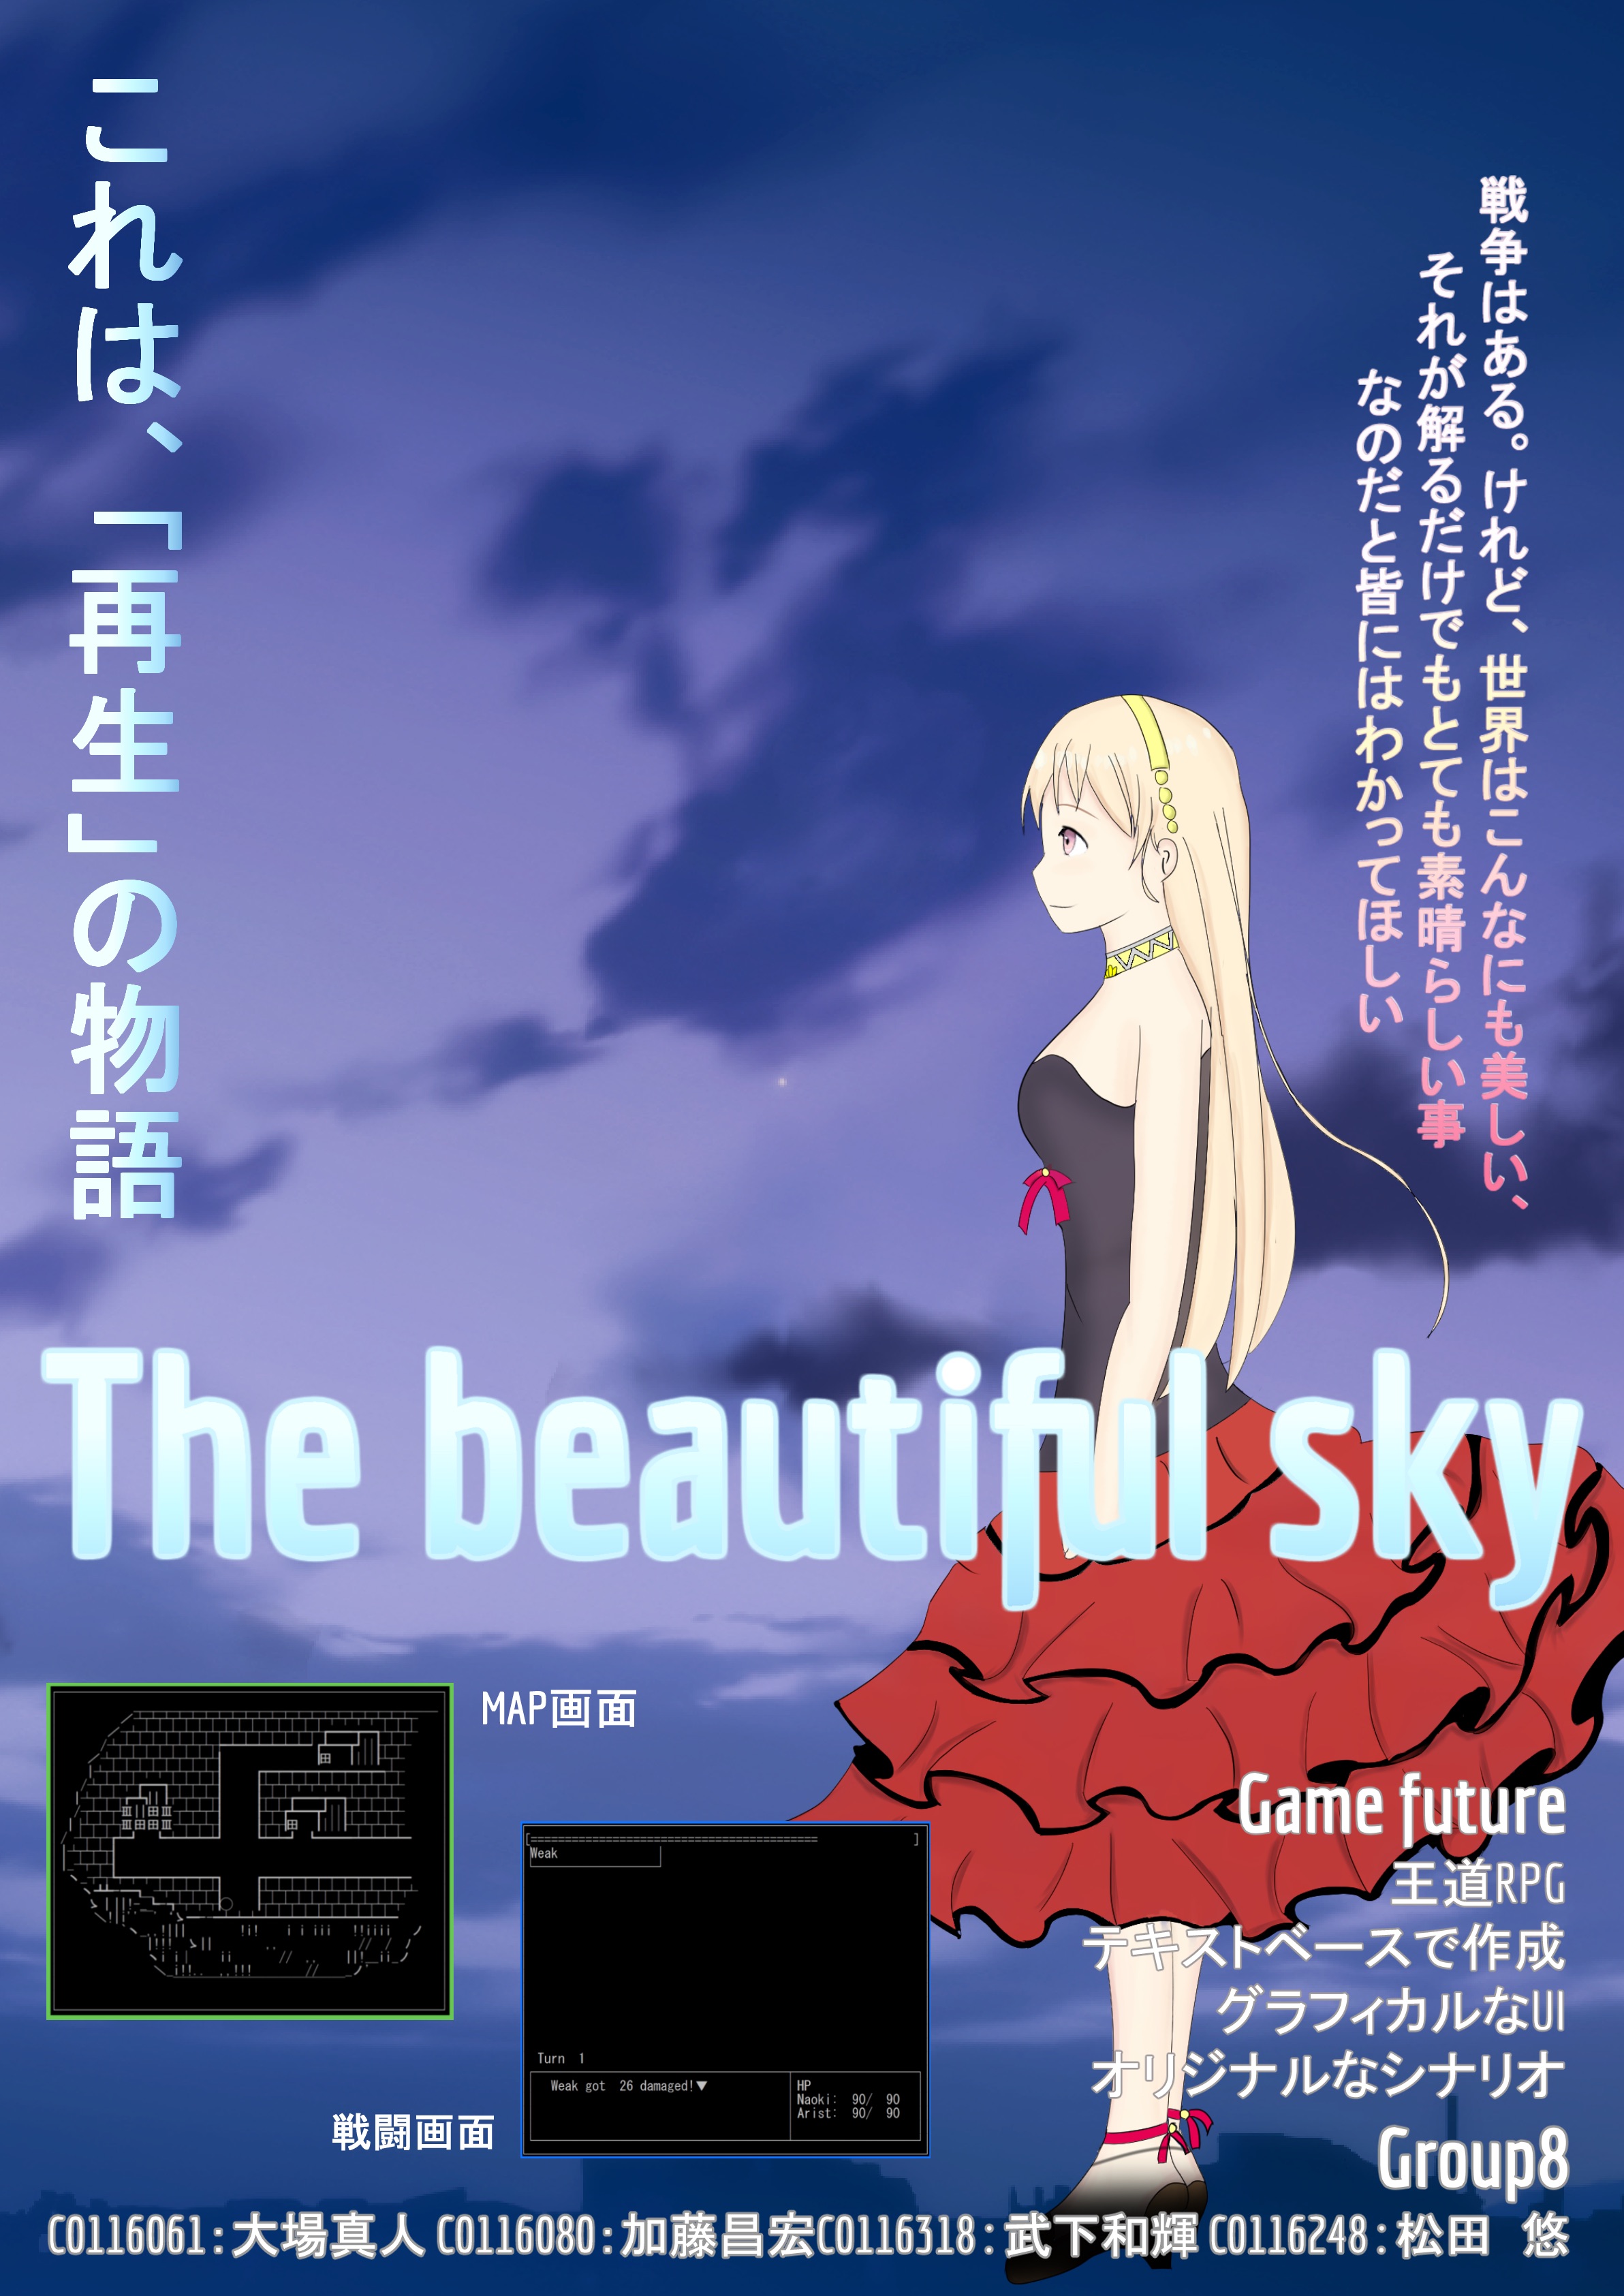 これは、「再生」の物語
戦争はある。けれど、世界はこんなにも美しい、
それが解るだけでもとても素晴らしい事
なのだと皆にはわかってほしい
The beautiful sky
MAP画面
[==========================================              ]
Weak
Turn 1
Weak got 26 damaged!▼
HP
Naoki: 90/ 90
Arist: 90/ 90
戦闘画面
Game future
王道RPG
テキストベースで作成
グラフィカルなUI
オリジナルなシナリオ
Group8
C0116061:大場真人 C0116080:加藤昌宏C0116318:武下和輝 C0116248:松田 悠